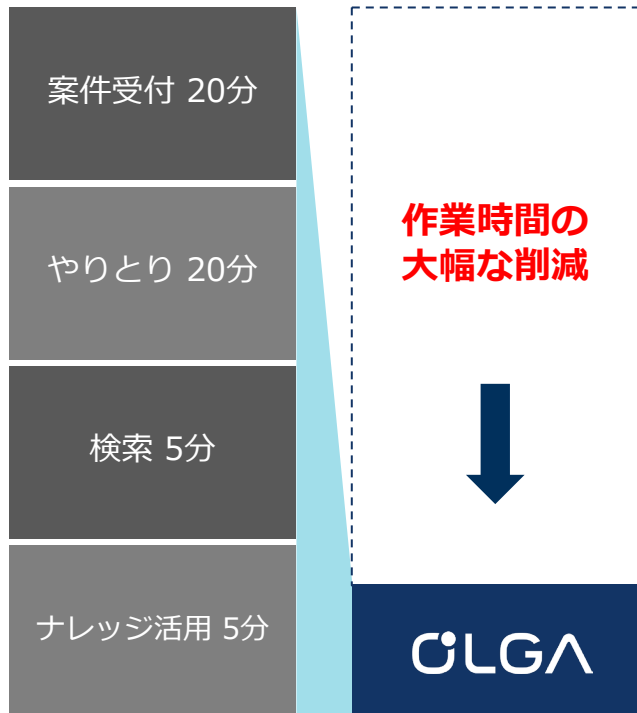 案件受付 20分
やりとり 20分
検索 5分
ナレッジ活用 5分
作業時間の
大幅な削減
OLGA